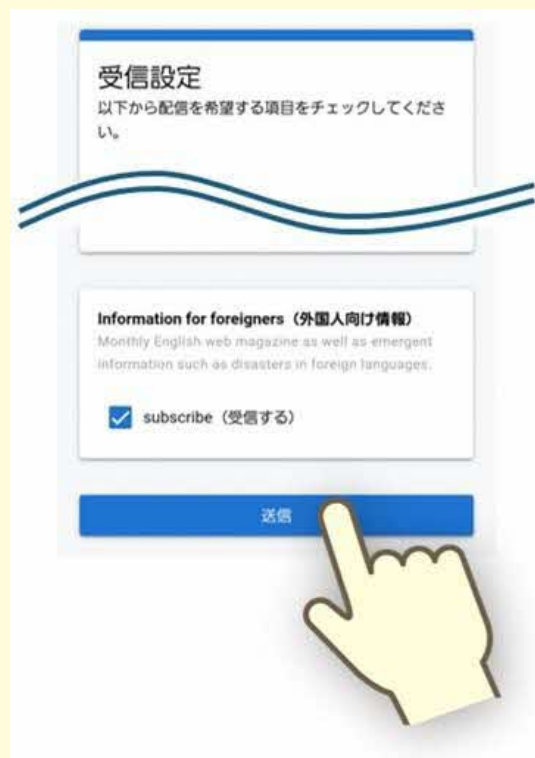 受信設定
以下から配信を希望する項目をチェックしてくださ
い。
Information for foreigners（外国人向け情報）
Monthly English web magazine as well as emergent
information such as disasters in foreign languages.
subscribe（受信する）
送信